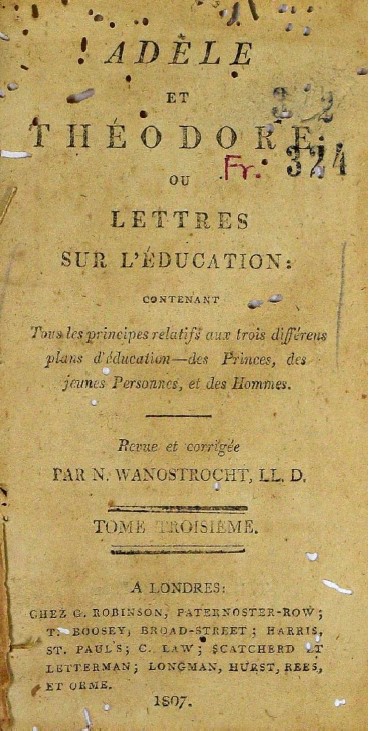 ADÈLE
ET
THÉODORE
Fr. 324
OU
LETTRES
SUR L'ÉDUCATION:
CONTENANT
Tous les principes relatifs aux trois différens
plans d'éducation—des Princes, des
jeunes Personnes, et des Hommes.
Revue et corrigée
PAR N. WANOSTROCHT, LL. D.
TOME TROISIÈME.
A LONDRES:
CHEZ G. ROBINSON, PATERNOSTER-ROW;
T. BOOSEY, BROAD-STREET; HARRIS,
ST. PAUL'S; C. LAW; SCATCHERD ET
LETTERMAN; LONGMAN, HURST, REES,
ET ORME.
1807.